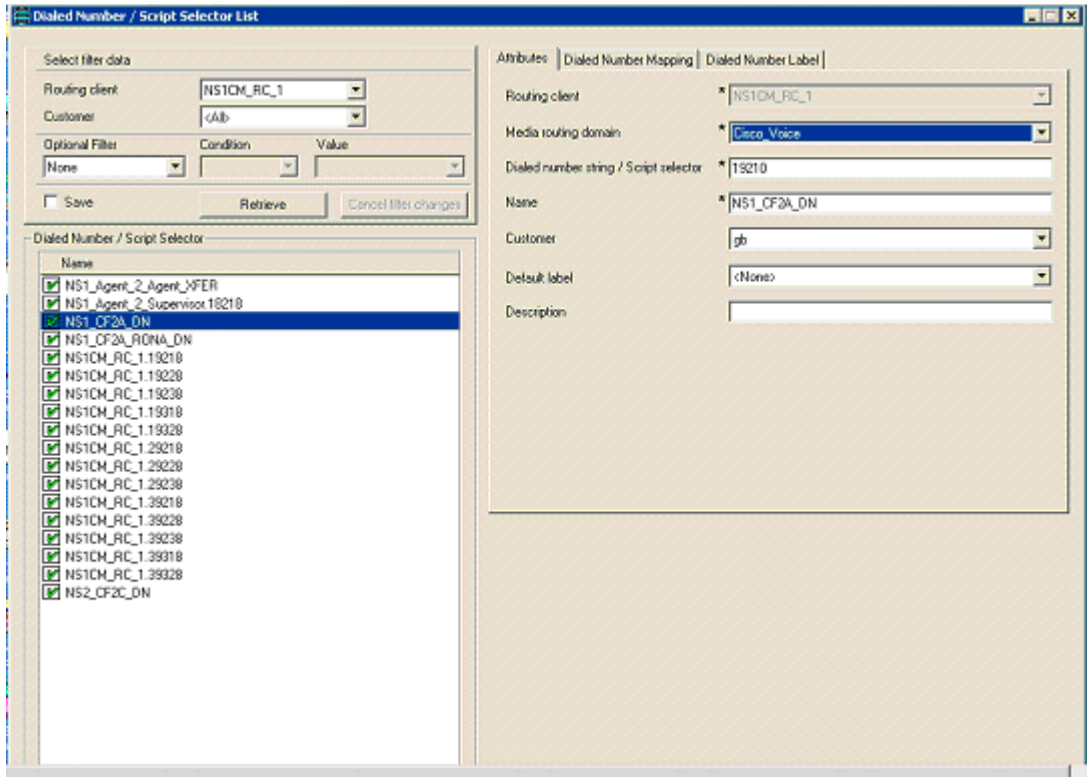 Dialed Number / Script Selector List
Select filter data
Routing client NS1CM_RC_1
Customer <All>
Optional Filter Condition Value
None
Save Retrieve Cancel filter changes
Dialed Number / Script Selector
Name
NS1_Agent_2_Agent_XFER
NS1_Agent_2_Supervisor.18218
NS1_CF2A_DN
NS1_CF2A_RONA_DN
NS1CM_RC_1.19218
NS1CM_RC_1.19228
NS1CM_RC_1.19238
NS1CM_RC_1.19318
NS1CM_RC_1.19328
NS1CM_RC_1.29218
NS1CM_RC_1.29228
NS1CM_RC_1.29238
NS1CM_RC_1.39218
NS1CM_RC_1.39228
NS1CM_RC_1.39238
NS1CM_RC_1.39318
NS1CM_RC_1.39328
NS2_CF2C_DN
Attributes Dialed Number Mapping Dialed Number Label
Routing client * NS1CM_RC_1
Media routing domain * Cisco_Voice
Dialed number string / Script selector * 19210
Name * NS1_CF2A_DN
Customer gb
Default label <None>
Description